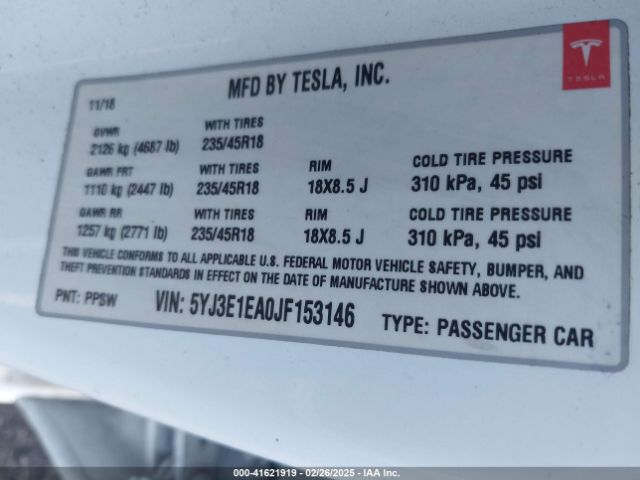 MFD BY TESLA, INC.
TESLA
11/18
GVWR WITH TIRES
2126 kg (4687 lb) 235/45R18
GAWR FRT WITH TIRES RIM COLD TIRE PRESSURE
1110 kg (2447 lb) 235/45R18 18X8.5 J 310 kPa, 45 psi
GAWR RR WITH TIRES RIM COLD TIRE PRESSURE
1257 kg (2771 lb) 235/45R18 18X8.5 J 310 kPa, 45 psi
THIS VEHICLE CONFORMS TO ALL APPLICABLE U.S. FEDERAL MOTOR VEHICLE SAFETY, BUMPER, AND
THEFT PREVENTION STANDARDS IN EFFECT ON THE DATE OF MANUFACTURE SHOWN ABOVE.
PNT: PPSW VIN: 5YJ3E1EA0JF153146 TYPE: PASSENGER CAR
000-41621919 - 02/26/2025 - IAA, Inc.